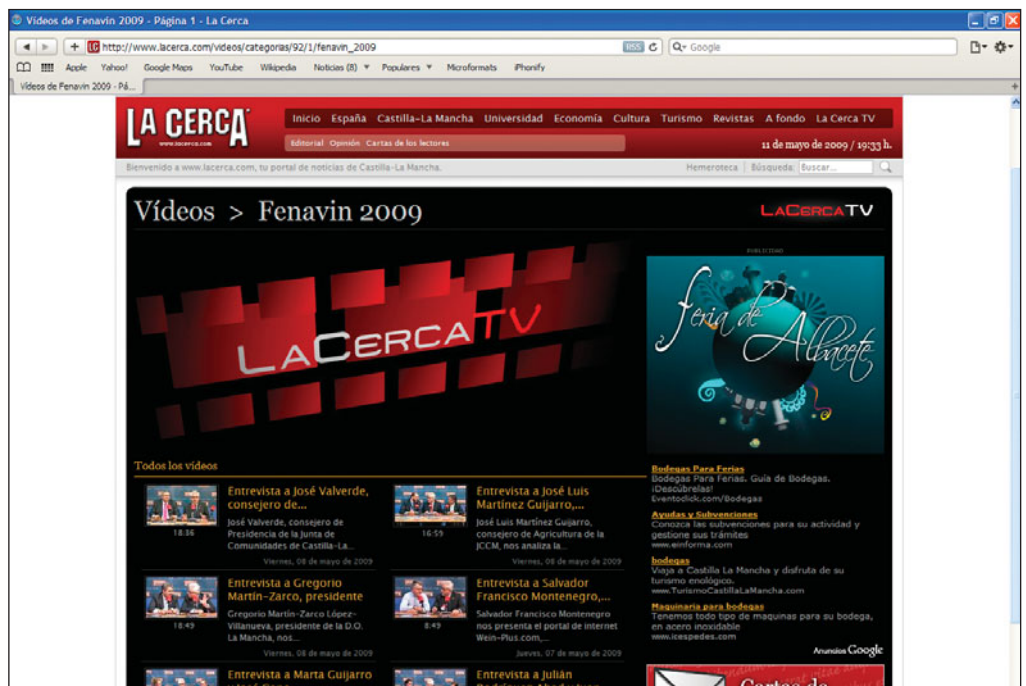 Vídeos de Fenavin 2009 - Página 1 - La Cerca
http://www.lacerca.com/videos/categorias/92/1/fenavin_2009
RSS
Google
Apple Yahoo! Google Maps YouTube Wikipedia Noticias (8) Populares Microformats iPhonify
Vídeos de Fenavin 2009 - Pá...
LA CERCA
www.lacerca.com
Inicio España Castilla-La Mancha Universidad Economía Cultura Turismo Revistas A fondo La Cerca TV
Editorial Opinión Cartas de los lectores
11 de mayo de 2009 / 19:33 h.
Bienvenido a www.lacerca.com, tu portal de noticias de Castilla-La Mancha.
Hemeroteca Búsqueda: Buscar...
Vídeos > Fenavin 2009
LACERCATV
LACERCATV
PUBLICIDAD
feria de
Albacete
Todos los vídeos
Entrevista a José Valverde,
consejero de...
José Valverde, consejero de
Presidencia de la Junta de
Comunidades de Castilla-La...
18:36
Viernes, 08 de mayo de 2009
Entrevista a José Luis
Martínez Guijarro,...
José Luis Martínez Guijarro,
consejero de Agricultura de la
JCCM, nos analiza la...
16:59
Viernes, 08 de mayo de 2009
Entrevista a Gregorio
Martín-Zarco, presidente
Gregorio Martín-Zarco López-
Villanueva, presidente de la D.O.
La Mancha, nos...
18:49
Viernes, 08 de mayo de 2009
Entrevista a Salvador
Francisco Montenegro,...
Salvador Francisco Montenegro
nos presenta el portal de internet
Wein-Plus.com,...
8:49
Jueves, 07 de mayo de 2009
Entrevista a Marta Guijarro
Entrevista a Julián
Bodegas Para Ferias
Bodegas Para Ferias. Guía de Bodegas.
¡Descúbrelas!
Eventoclick.com/Bodegas
Ayudas y Subvenciones
Conozca las subvenciones para su actividad y
gestione sus trámites
www.einforma.com
bodegas
Viaja a Castilla La Mancha y disfruta de su
turismo enológico.
www.TurismoCastillaLaMancha.com
Maquinaria para bodegas
Tenemos todo tipo de maquinas para su bodega,
en acero inoxidable
www.icespedes.com
Anuncios Google
Cartas de